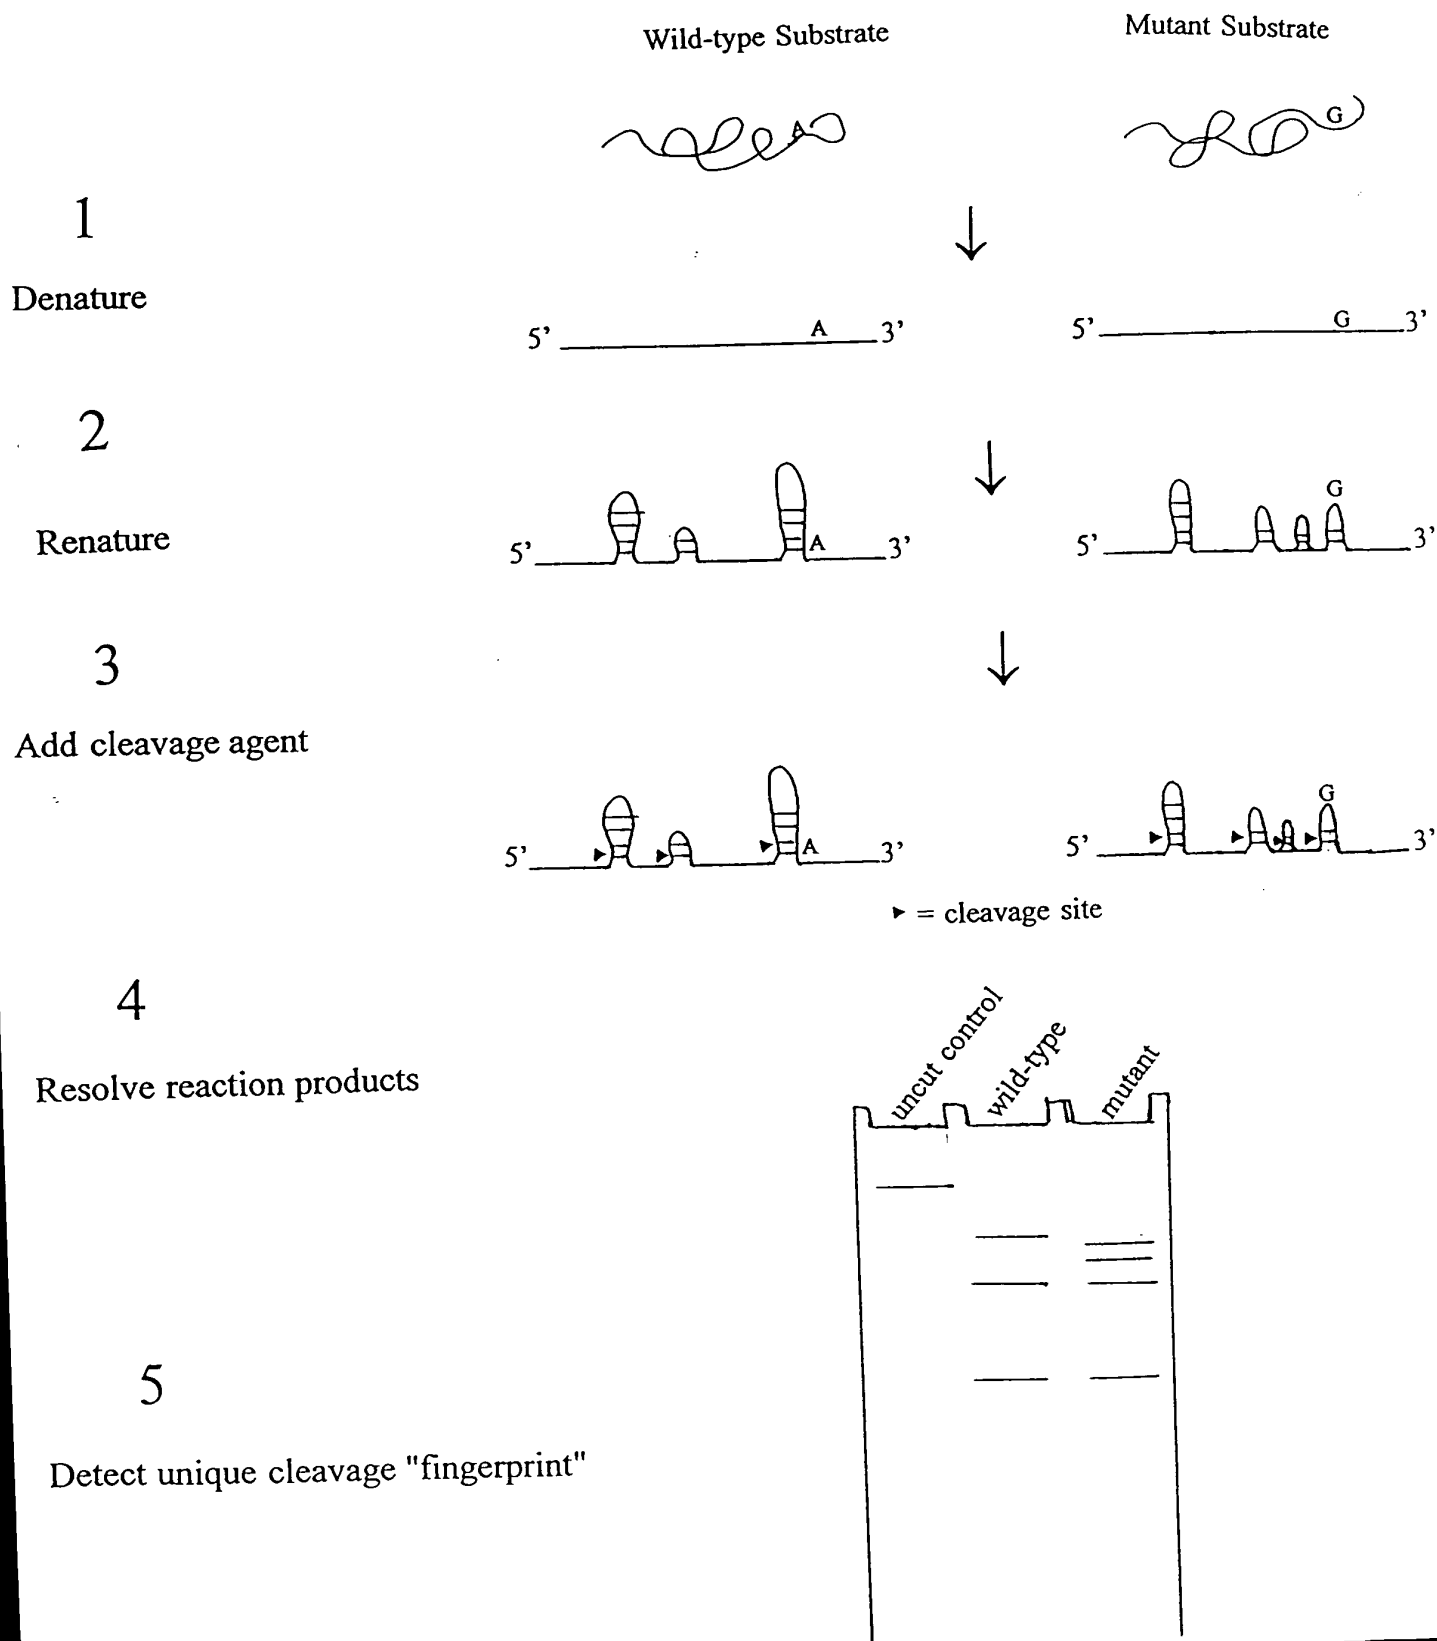 Wild-type Substrate
Mutant Substrate
A
G
1
Denature
5' A 3'
5' G 3'
2
Renature
5' A 3'
G
5' 3'
3
Add cleavage agent
5' A 3'
G
5' 3'
► = cleavage site
4
Resolve reaction products
uncut control
wild-type
mutant
5
Detect unique cleavage "fingerprint"